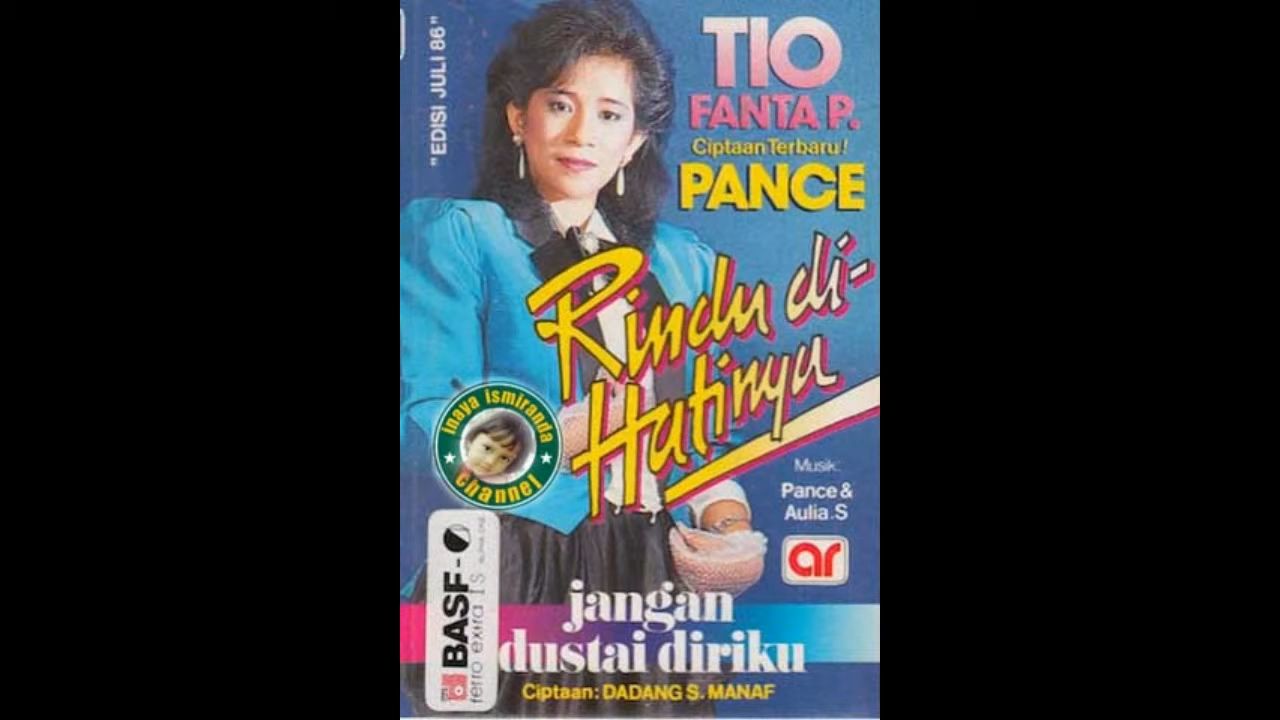 "EDISI JULI 86"
TIO
FANTA P.
Ciptaan Terbaru!
PANCE
Rindu di-
Hatinya
inaya ismiranda
channel
Musik:
Pance &
Aulia.S
ar
BASF
ferro extra I S
jangan
dustai diriku
Ciptaan: DADANG S. MANAF